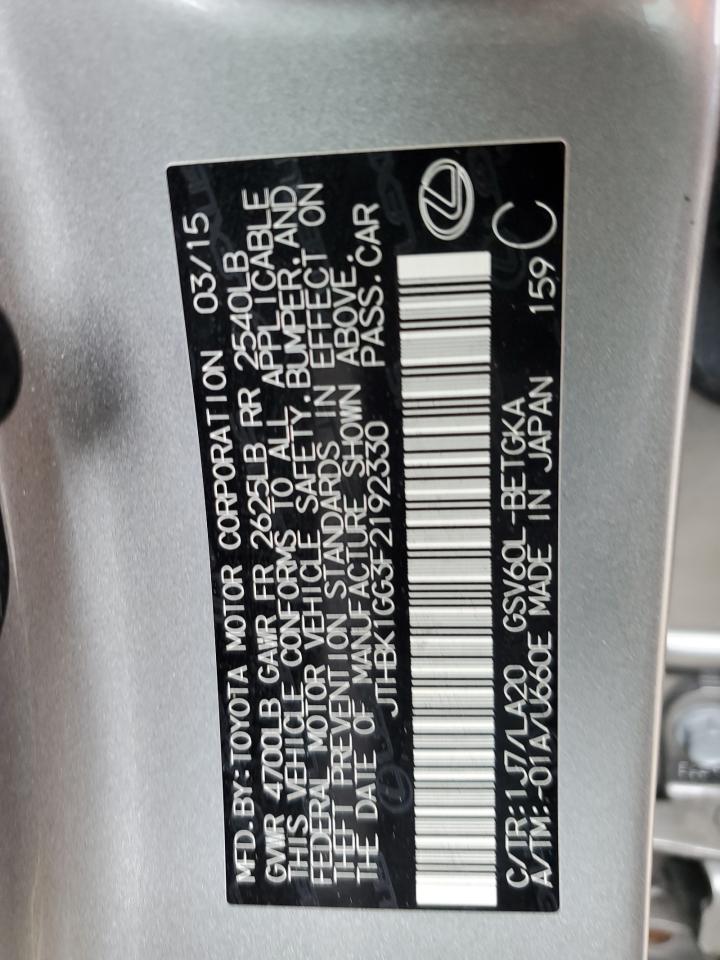 MFD.BY:TOYOTA MOTOR CORPORATION 03/15
GVWR 4700LB GAWR FR 2625LB RR 2540LB
THIS VEHICLE CONFORMS TO ALL APPLICABLE
FEDERAL MOTOR VEHICLE SAFETY.BUMPER.AND
THEFT PREVENTION STANDARDS IN EFFECT ON
THE DATE OF MANUFACTURE SHOWN ABOVE.
JTHBK1GG3F2192330 PASS.CAR
C/TR:1J7/LA20 GSV60L-BETGKA
A/TM:-01A/U660E MADE IN JAPAN 159 C